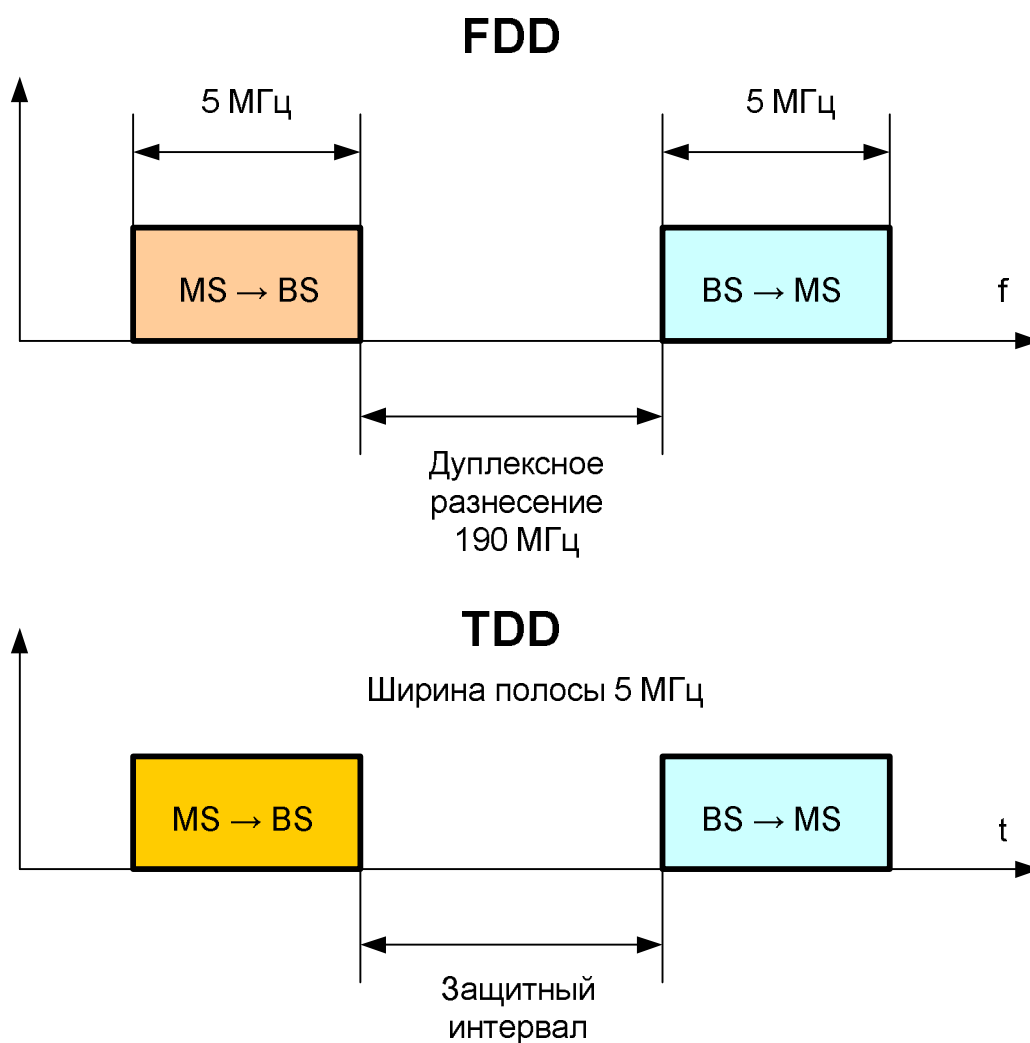 FDD
5 МГц
5 МГц
MS → BS
BS → MS
f
Дуплексное
разнесение
190 МГц
TDD
Ширина полосы 5 МГц
MS → BS
BS → MS
t
Защитный
интервал